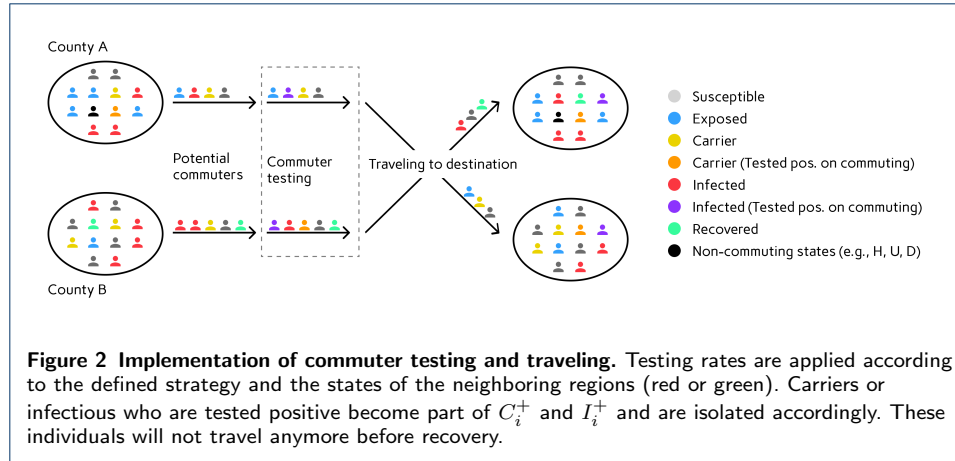 County A
Potential
commuters
Commuter
testing
Traveling to destination
County B
Susceptible
Exposed
Carrier
Carrier (Tested pos. on commuting)
Infected
Infected (Tested pos. on commuting)
Recovered
Non-commuting states (e.g., H, U, D)
Figure 2 Implementation of commuter testing and traveling. Testing rates are applied according
to the defined strategy and the states of the neighboring regions (red or green). Carriers or
infectious who are tested positive become part of $C_i^+$ and $I_i^+$ and are isolated accordingly. These
individuals will not travel anymore before recovery.